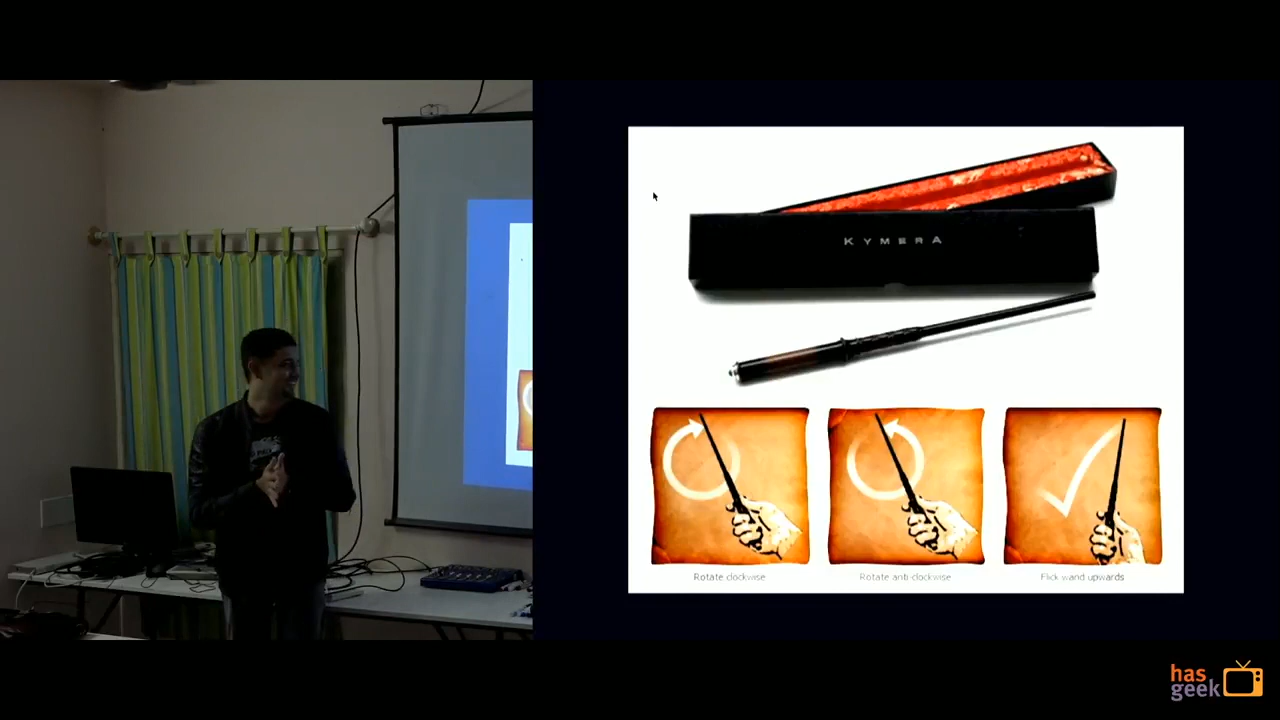 KYMERA
Rotate clockwise
Rotate anti-clockwise
Flick wand upwards
has
geek